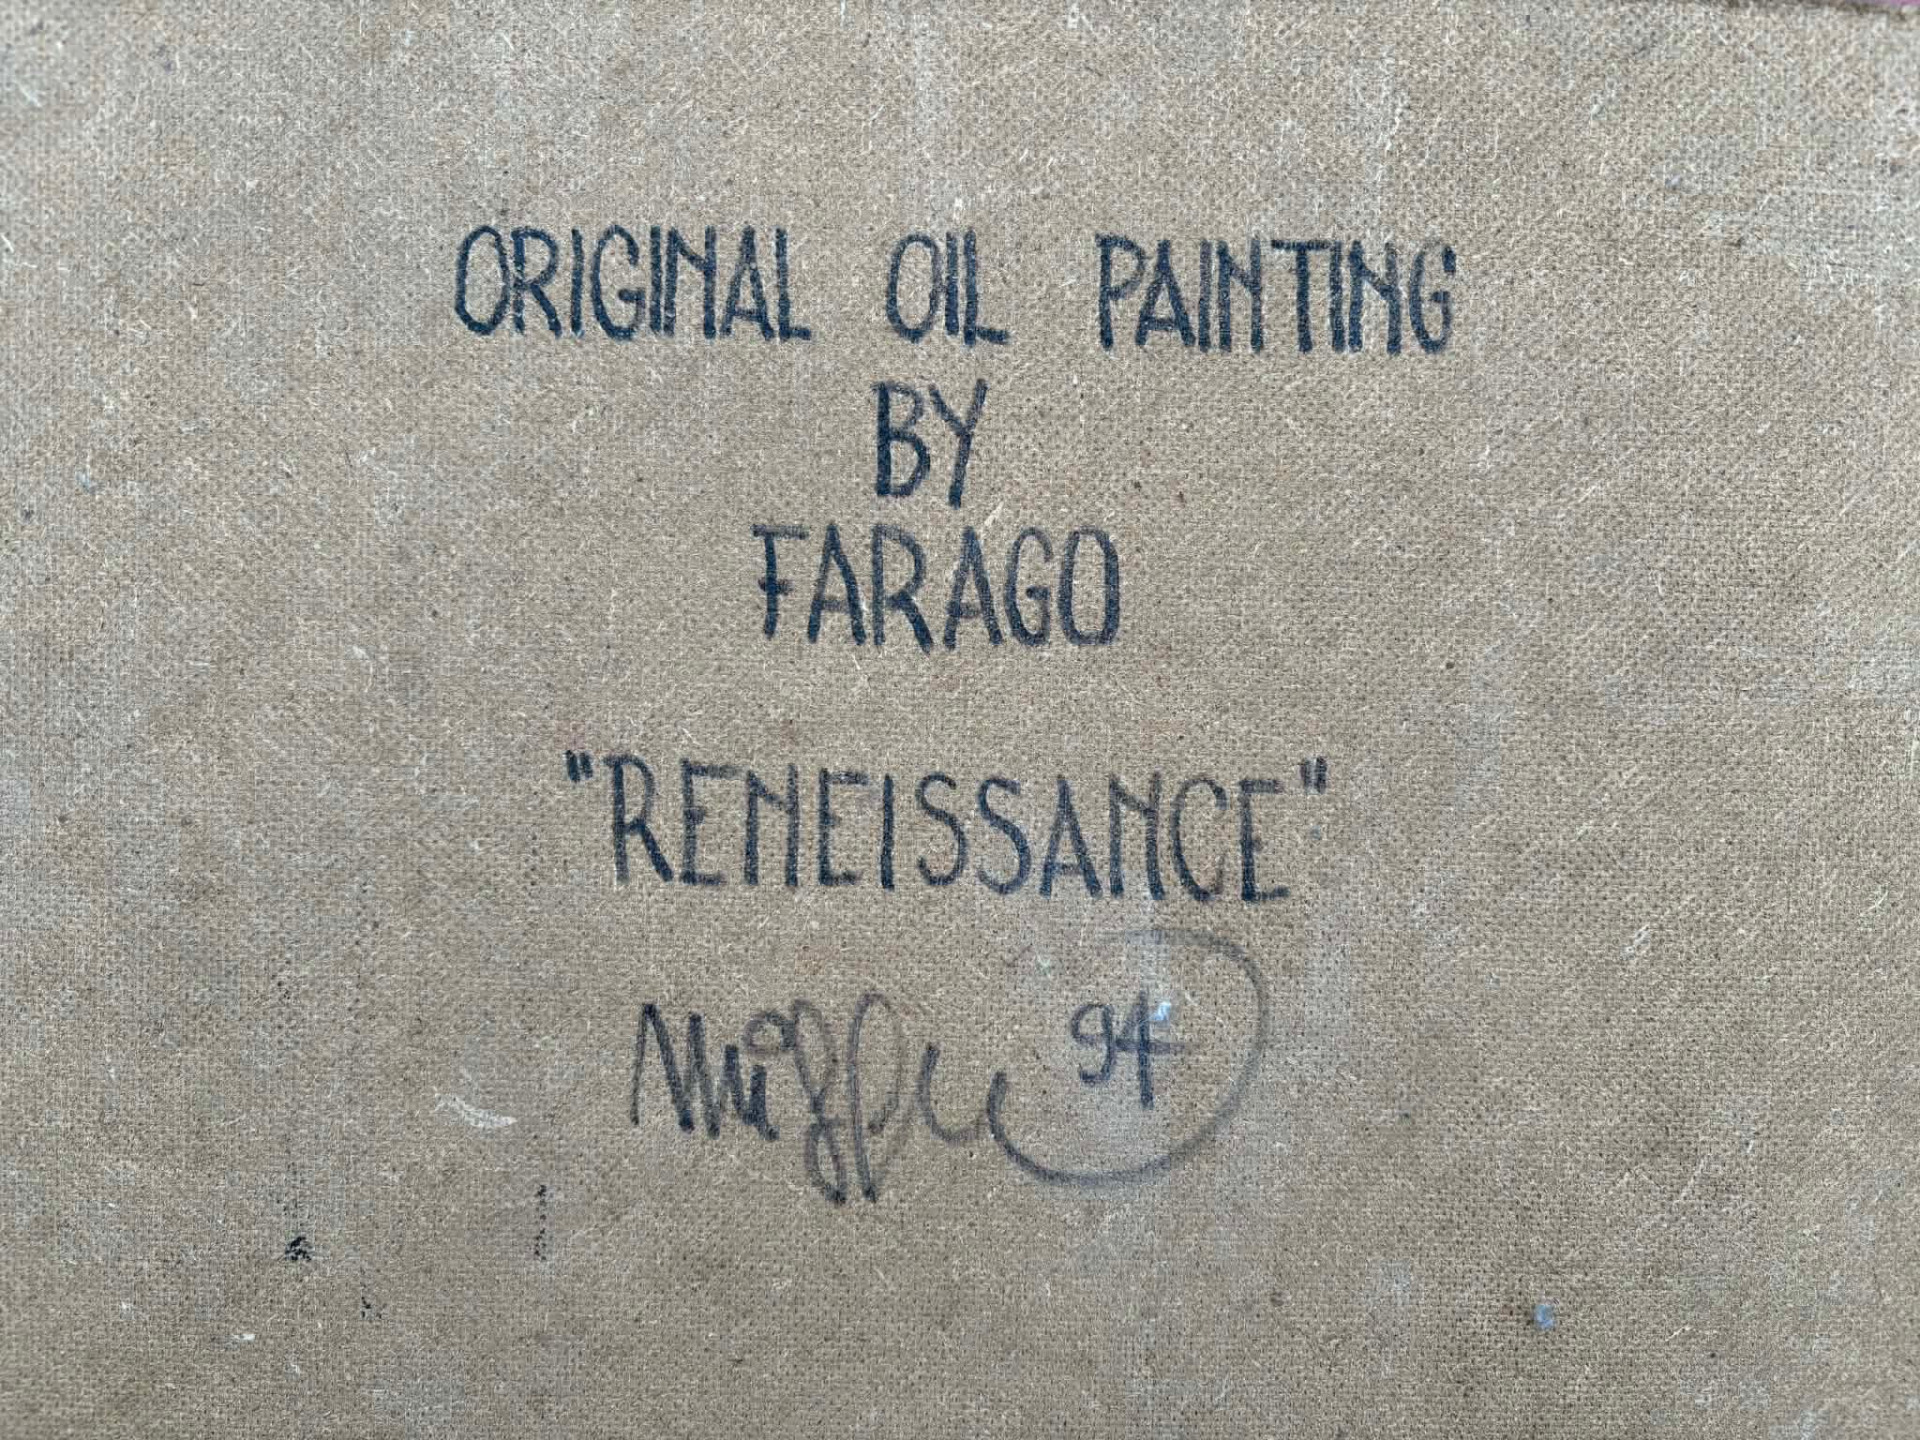 ORIGINAL OIL PAINTING
BY
FARAGO
"RENEISSANCE"
94